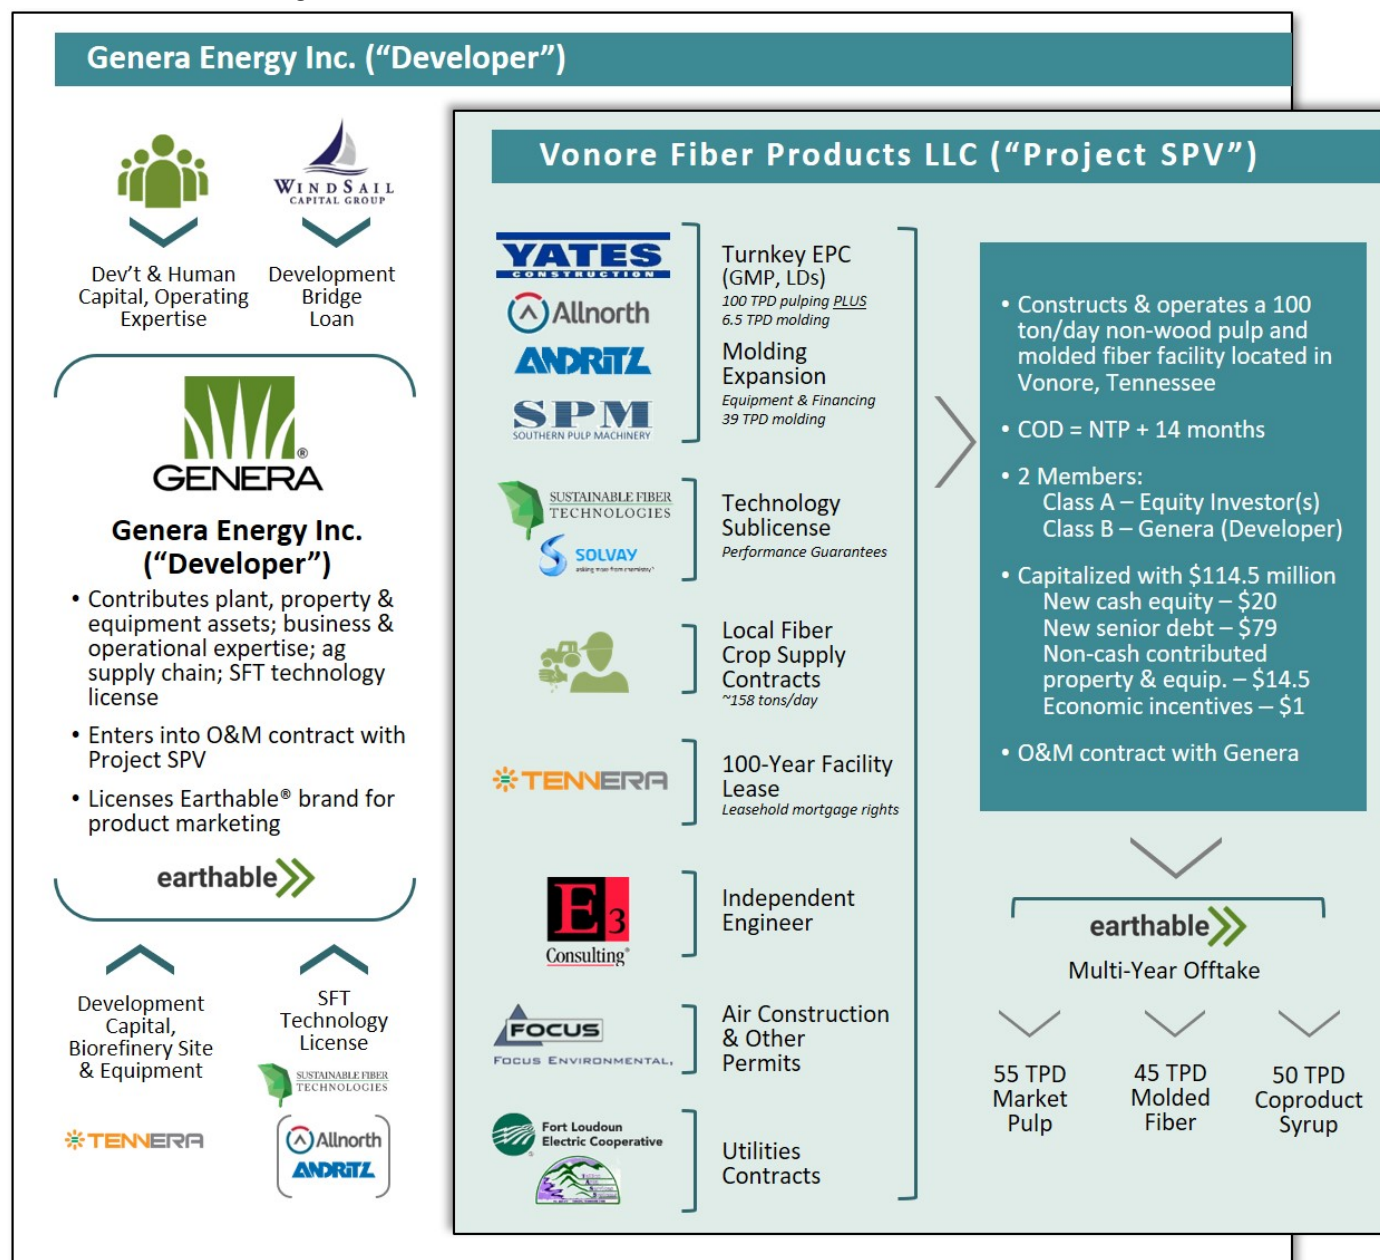 Genera Energy Inc. (“Developer”)
WINDSAIL
CAPITAL GROUP
Dev't & Human
Capital, Operating
Expertise
Development
Bridge
Loan
GENERA®
Genera Energy Inc.
(“Developer”)
• Contributes plant, property &
equipment assets; business &
operational expertise; ag
supply chain; SFT technology
license
• Enters into O&M contract with
Project SPV
• Licenses Earthable® brand for
product marketing
earthable
Development
Capital,
Biorefinery Site
& Equipment
TENNERA
SFT
Technology
License
SUSTAINABLE FIBER
TECHNOLOGIES
Allnorth
ANDRITZ
Vonore Fiber Products LLC (“Project SPV”)
YATES
CONSTRUCTION
Allnorth
ANDRITZ
SPM
SOUTHERN PULP MACHINERY
Turnkey EPC
(GMP, LDs)
100 TPD pulping PLUS
6.5 TPD molding
Molding
Expansion
Equipment & Financing
39 TPD molding
SUSTAINABLE FIBER
TECHNOLOGIES
SOLVAY
asking more from chemistry®
Technology
Sublicense
Performance Guarantees
Local Fiber
Crop Supply
Contracts
~158 tons/day
TENNERA
100-Year Facility
Lease
Leasehold mortgage rights
E3
Consulting®
Independent
Engineer
FOCUS
FOCUS ENVIRONMENTAL,
Air Construction
& Other
Permits
Fort Loudoun
Electric Cooperative
Utilities
Contracts
• Constructs & operates a 100
ton/day non-wood pulp and
molded fiber facility located in
Vonore, Tennessee
• COD = NTP + 14 months
• 2 Members:
Class A – Equity Investor(s)
Class B – Genera (Developer)
• Capitalized with $114.5 million
New cash equity – $20
New senior debt – $79
Non-cash contributed
property & equip. – $14.5
Economic incentives – $1
• O&M contract with Genera
earthable
Multi-Year Offtake
55 TPD
Market
Pulp
45 TPD
Molded
Fiber
50 TPD
Coproduct
Syrup